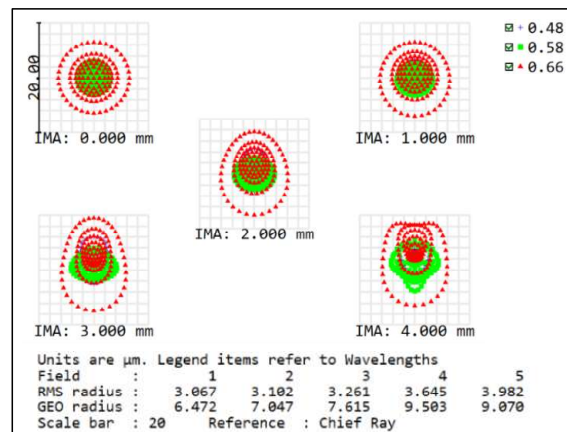 + 0.48
0.58
0.66
20.00
IMA: 0.000 mm
IMA: 1.000 mm
IMA: 2.000 mm
IMA: 3.000 mm
IMA: 4.000 mm
Units are µm. Legend items refer to Wavelengths
Field : 1 2 3 4 5
RMS radius : 3.067 3.102 3.261 3.645 3.982
GEO radius : 6.472 7.047 7.615 9.503 9.070
Scale bar : 20 Reference : Chief Ray